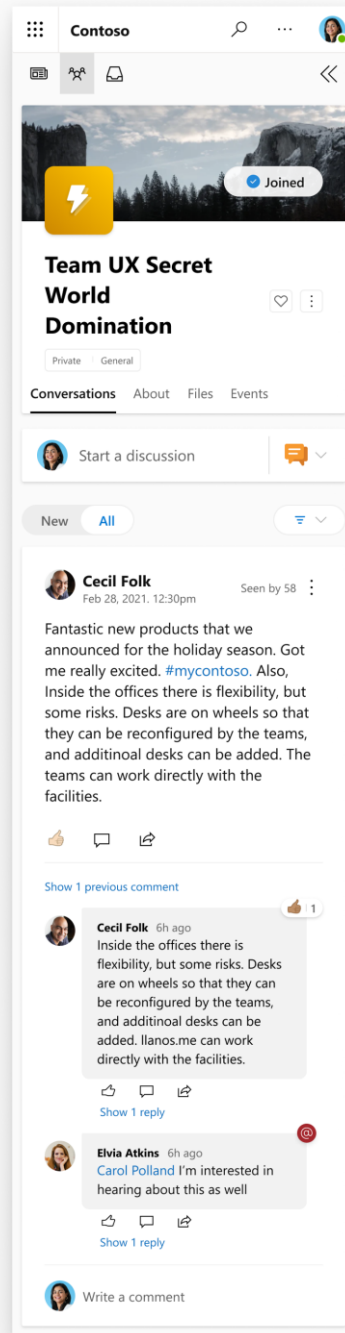 Contoso
Joined
Team UX Secret
World
Domination
Private General
Conversations About Files Events
Start a discussion
New All
Cecil Folk
Feb 28, 2021. 12:30pm
Seen by 58
Fantastic new products that we
announced for the holiday season. Got
me really excited. #mycontoso. Also,
Inside the offices there is flexibility, but
some risks. Desks are on wheels so that
they can be reconfigured by the teams,
and additinoal desks can be added. The
teams can work directly with the
facilities.
Show 1 previous comment
1
Cecil Folk 6h ago
Inside the offices there is
flexibility, but some risks. Desks
are on wheels so that they can
be reconfigured by the teams,
and additinoal desks can be
added. llanos.me can work
directly with the facilities.
Show 1 reply
@
Elvia Atkins 6h ago
Carol Polland I'm interested in
hearing about this as well
Show 1 reply
Write a comment